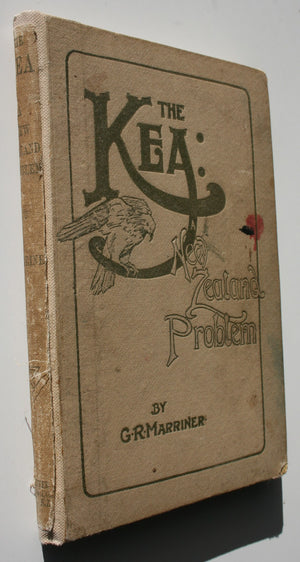 THE
KEA:
A
New
Zealand
Problem
BY
G.R.MARRINER.